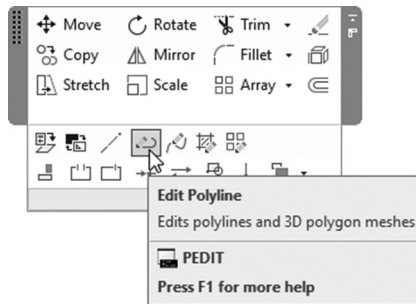 Move Rotate Trim
Copy Mirror Fillet
Stretch Scale Array
Edit Polyline
Edits polylines and 3D polygon meshes
PEDIT
Press F1 for more help